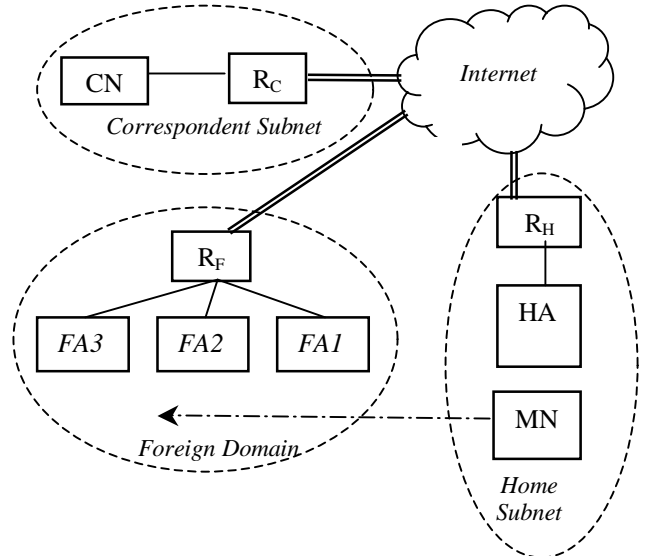 CN
R_C
Internet
Correspondent Subnet
R_F
R_H
FA3
FA2
FA1
HA
MN
Foreign Domain
Home
Subnet